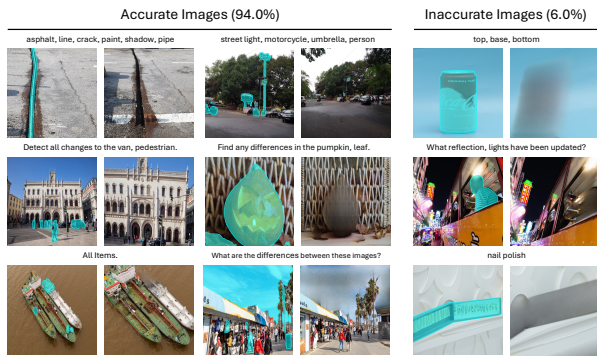 Accurate Images (94.0%)
Inaccurate Images (6.0%)
asphalt, line, crack, paint, shadow, pipe
street light, motorcycle, umbrella, person
top, base, bottom
Detect all changes to the van, pedestrian.
Find any differences in the pumpkin, leaf.
What reflection, lights have been updated?
All Items.
What are the differences between these images?
nail polish